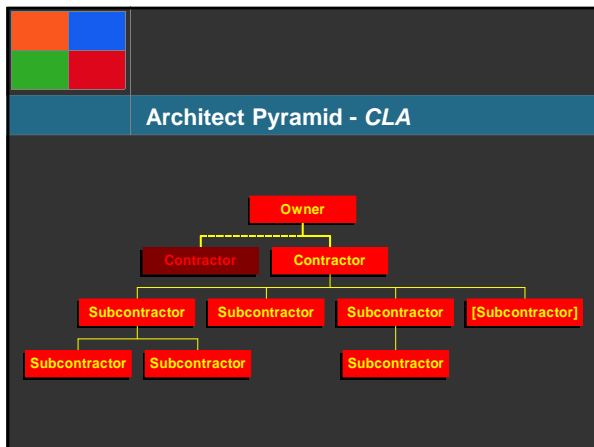 Architect Pyramid - CLA
Owner
Contractor Contractor
Subcontractor Subcontractor Subcontractor [Subcontractor]
Subcontractor Subcontractor Subcontractor